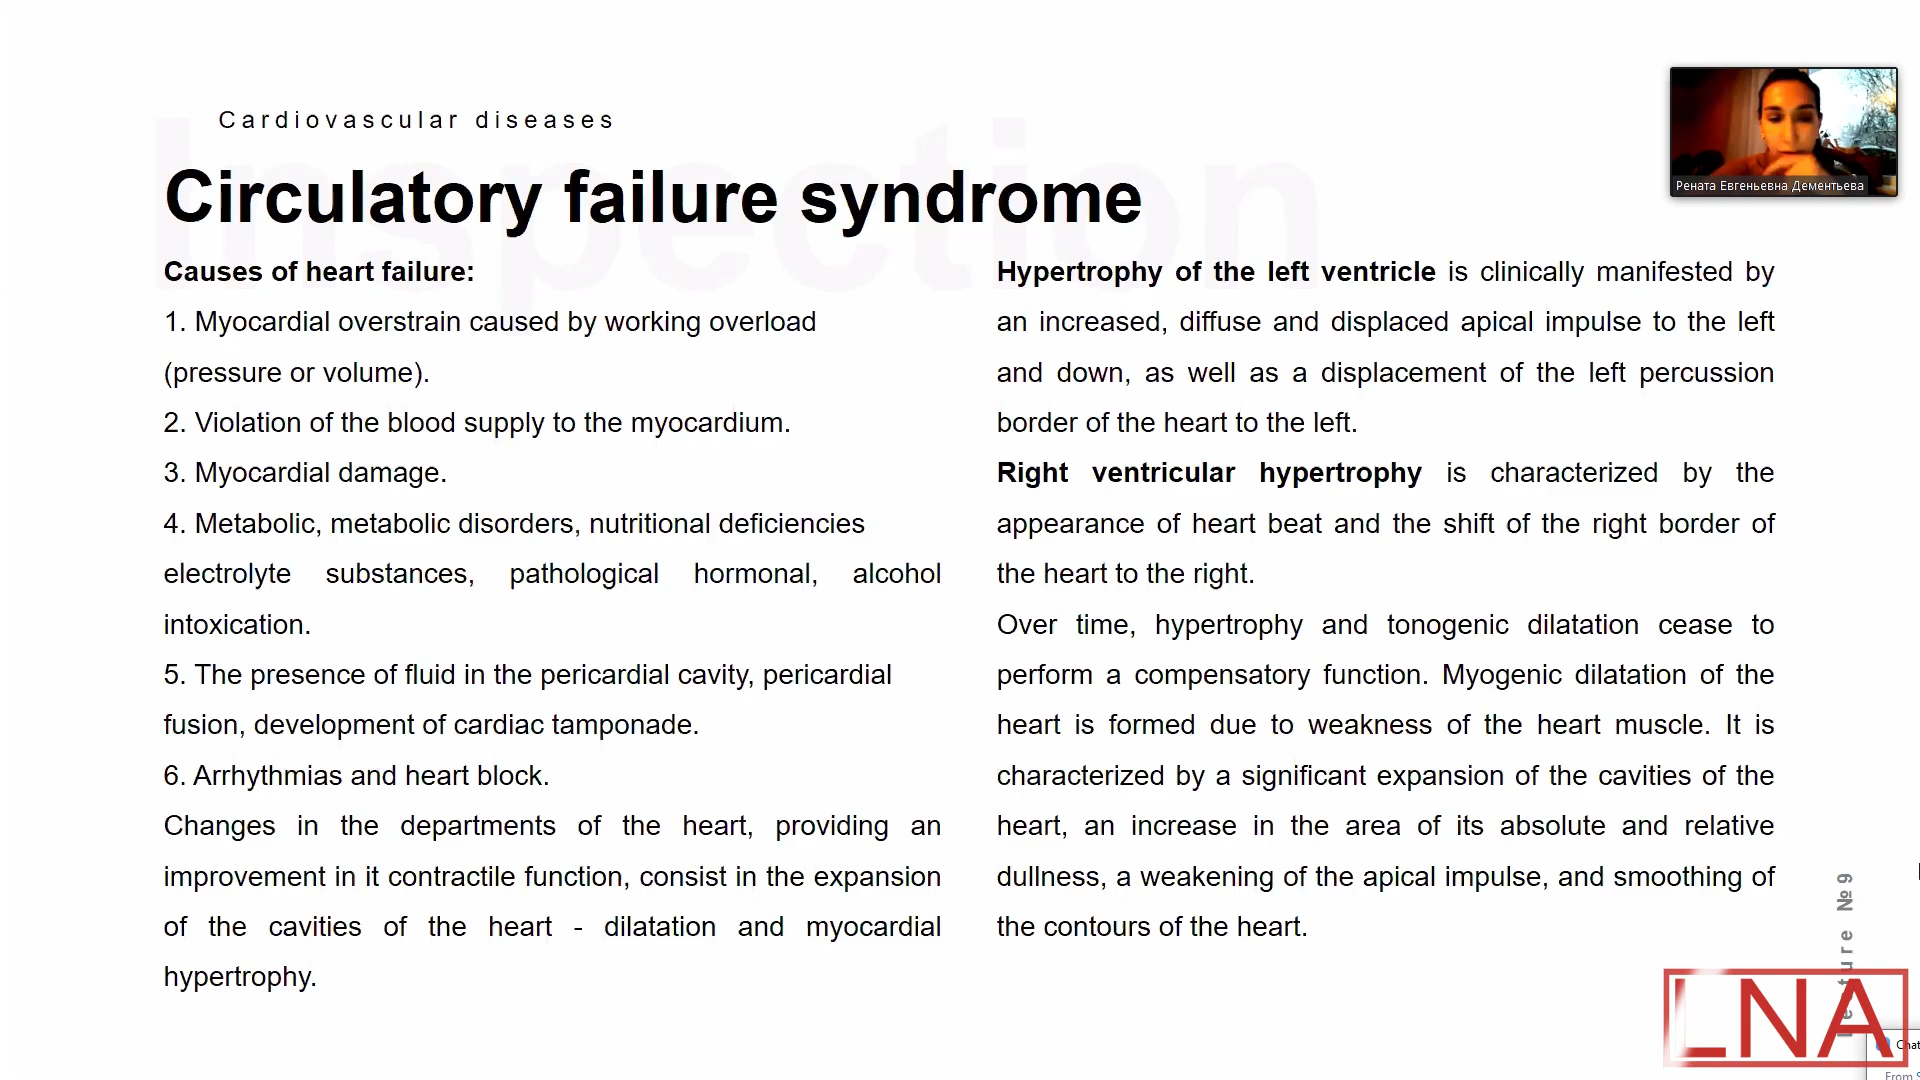 Cardiovascular diseases
Inspection
Circulatory failure syndrome
Causes of heart failure:
1. Myocardial overstrain caused by working overload
(pressure or volume).
2. Violation of the blood supply to the myocardium.
3. Myocardial damage.
4. Metabolic, metabolic disorders, nutritional deficiencies
electrolyte substances, pathological hormonal, alcohol
intoxication.
5. The presence of fluid in the pericardial cavity, pericardial
fusion, development of cardiac tamponade.
6. Arrhythmias and heart block.
Changes in the departments of the heart, providing an
improvement in it contractile function, consist in the expansion
of the cavities of the heart - dilatation and myocardial
hypertrophy.
Hypertrophy of the left ventricle is clinically manifested by
an increased, diffuse and displaced apical impulse to the left
and down, as well as a displacement of the left percussion
border of the heart to the left.
Right ventricular hypertrophy is characterized by the
appearance of heart beat and the shift of the right border of
the heart to the right.
Over time, hypertrophy and tonogenic dilatation cease to
perform a compensatory function. Myogenic dilatation of the
heart is formed due to weakness of the heart muscle. It is
characterized by a significant expansion of the cavities of the
heart, an increase in the area of its absolute and relative
dullness, a weakening of the apical impulse, and smoothing of
the contours of the heart.
Рената Евгеньевна Дементьева
Lecture №9
LNA
Chat
From